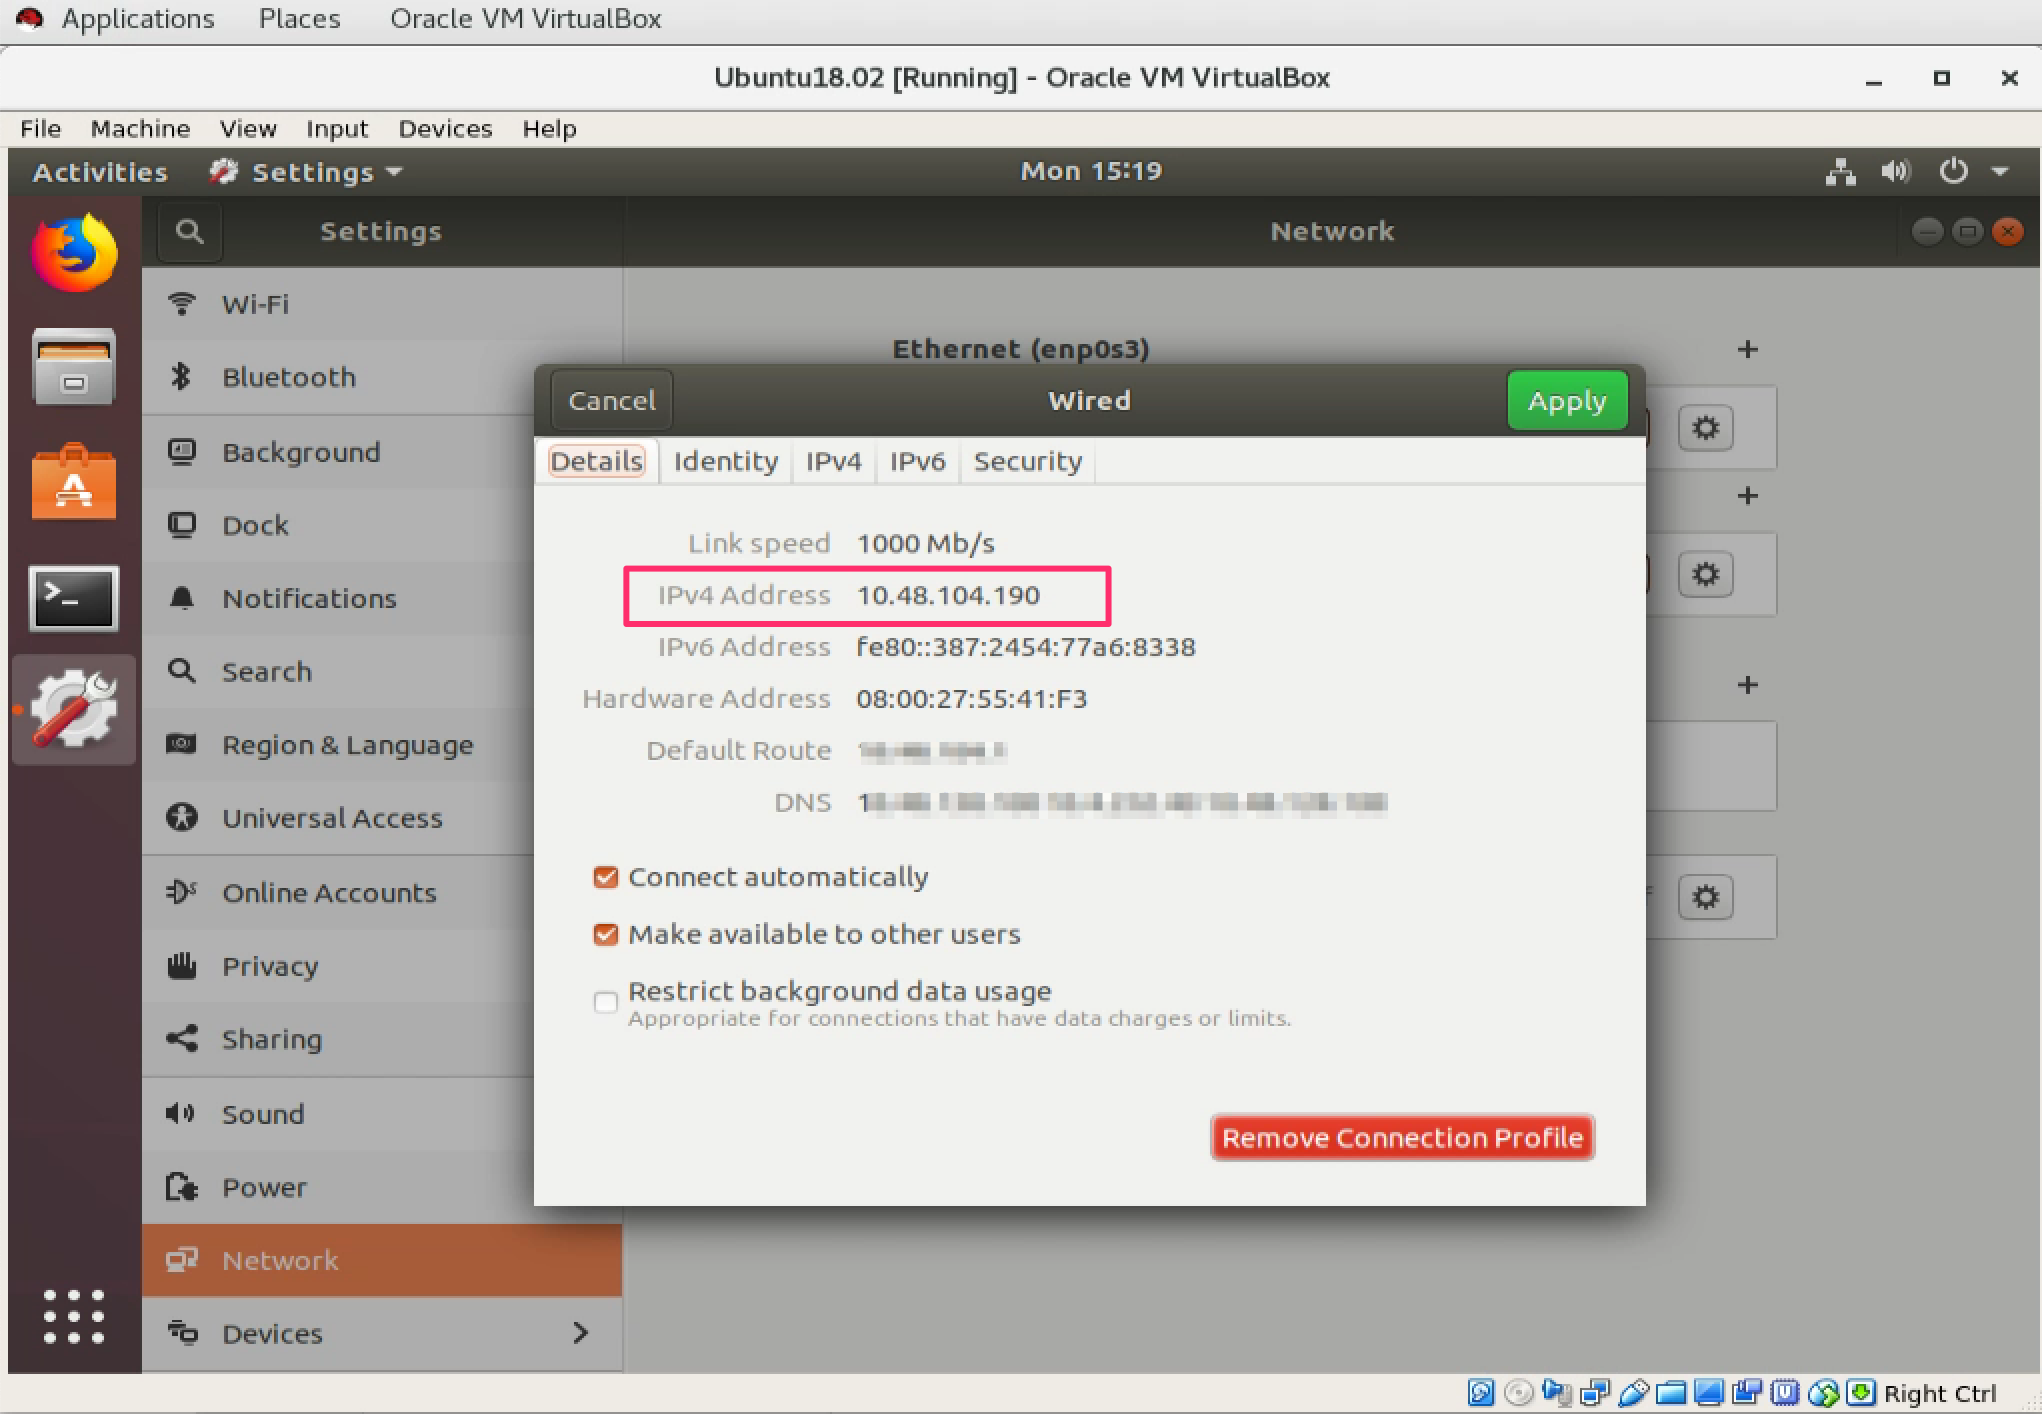 Applications Places Oracle VM VirtualBox
Ubuntu18.02 [Running] - Oracle VM VirtualBox
File Machine View Input Devices Help
Activities Settings Mon 15:19
Settings Network
Wi-Fi
Bluetooth
Background
Dock
Notifications
Search
Region & Language
Universal Access
Online Accounts
Privacy
Sharing
Sound
Power
Network
Devices
Ethernet (enp0s3)
Cancel Wired Apply
Details Identity IPv4 IPv6 Security
Link speed 1000 Mb/s
IPv4 Address 10.48.104.190
IPv6 Address fe80::387:2454:77a6:8338
Hardware Address 08:00:27:55:41:F3
Default Route
DNS
Connect automatically
Make available to other users
Restrict background data usage
Appropriate for connections that have data charges or limits.
Remove Connection Profile
Right Ctrl